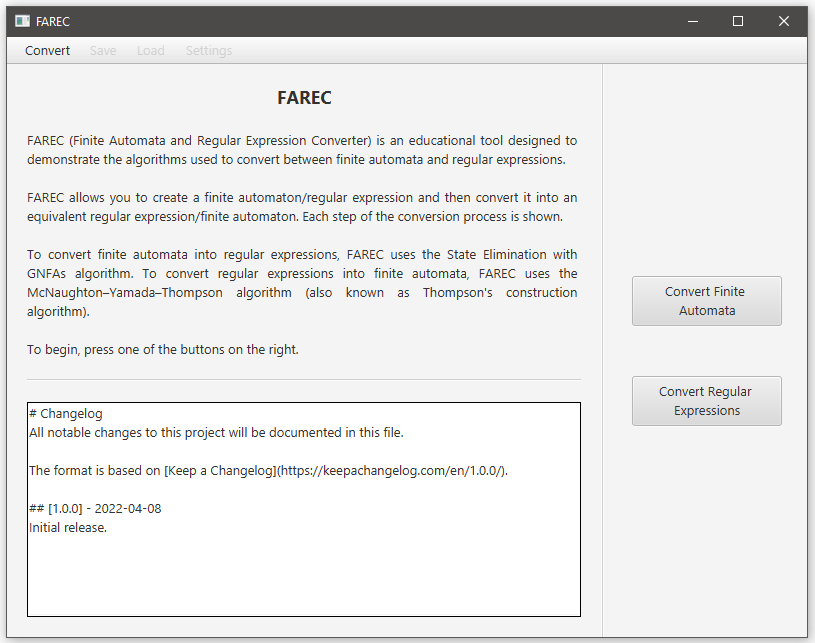 FAREC
Convert Save Load Settings
FAREC
FAREC (Finite Automata and Regular Expression Converter) is an educational tool designed to
demonstrate the algorithms used to convert between finite automata and regular expressions.
FAREC allows you to create a finite automaton/regular expression and then convert it into an
equivalent regular expression/finite automaton. Each step of the conversion process is shown.
To convert finite automata into regular expressions, FAREC uses the State Elimination with
GNFAs algorithm. To convert regular expressions into finite automata, FAREC uses the
McNaughton–Yamada–Thompson algorithm (also known as Thompson's construction
algorithm).
To begin, press one of the buttons on the right.
# Changelog
All notable changes to this project will be documented in this file.
The format is based on [Keep a Changelog](https://keepachangelog.com/en/1.0.0/).
## [1.0.0] - 2022-04-08
Initial release.
Convert Finite
Automata
Convert Regular
Expressions